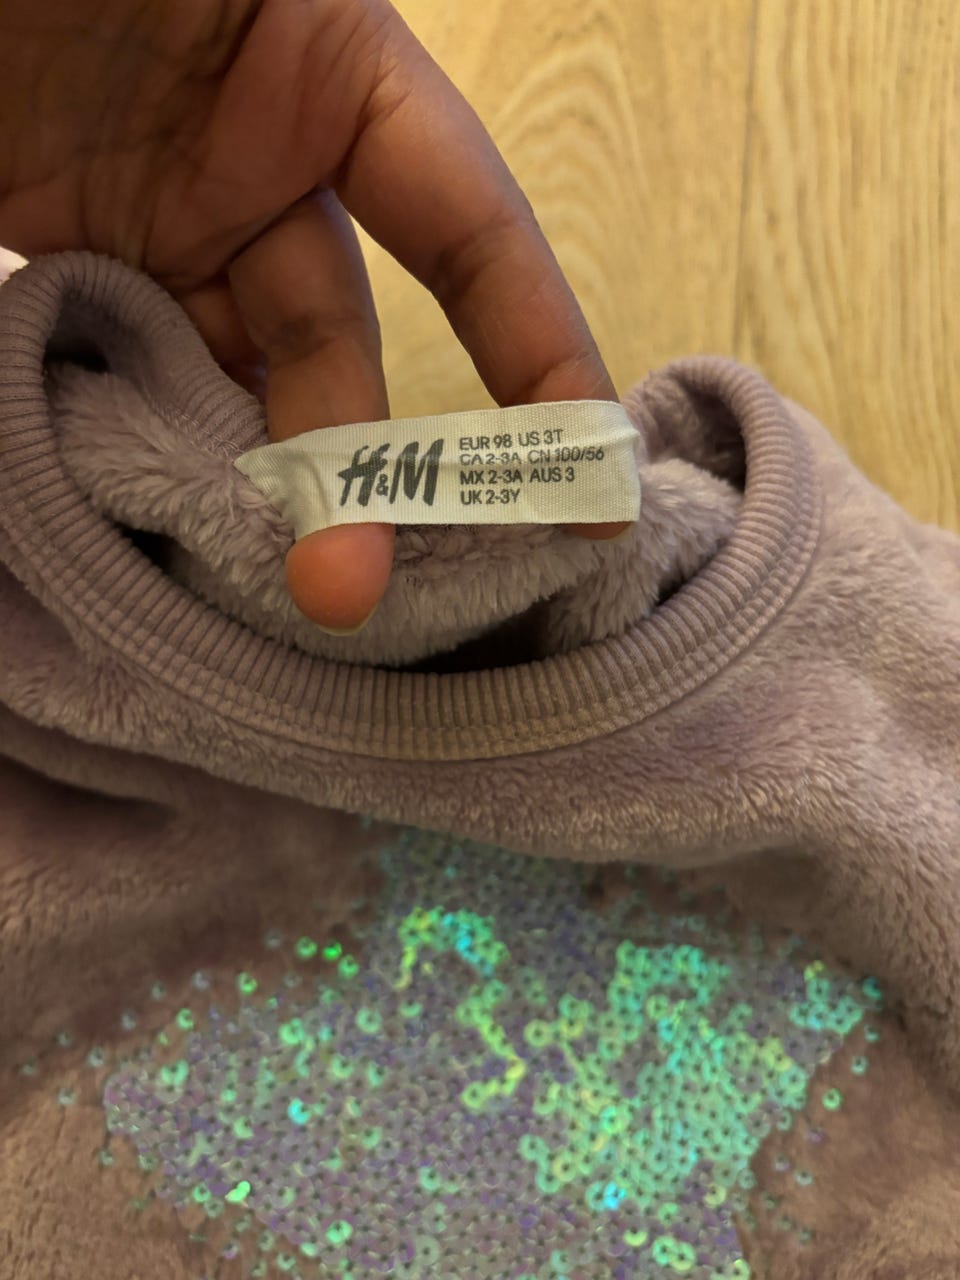 H&M
EUR 98 US 3T
CA 2-3A CN 100/56
MX 2-3A AUS 3
UK 2-3Y